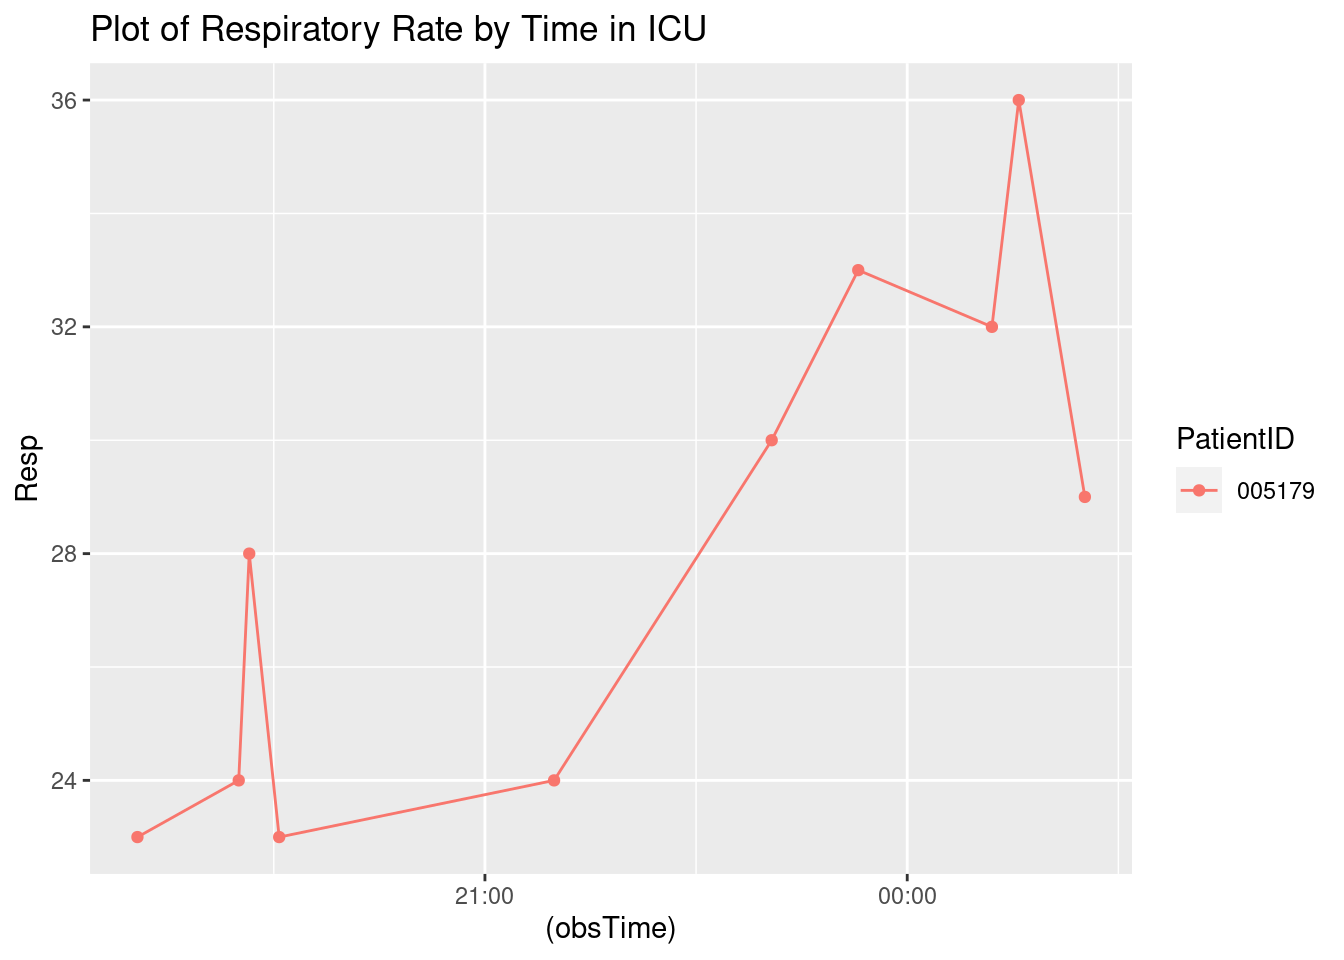 Plot of Respiratory Rate by Time in ICU
36
32
28
24
Resp
21:00
00:00
(obsTime)
PatientID
005179